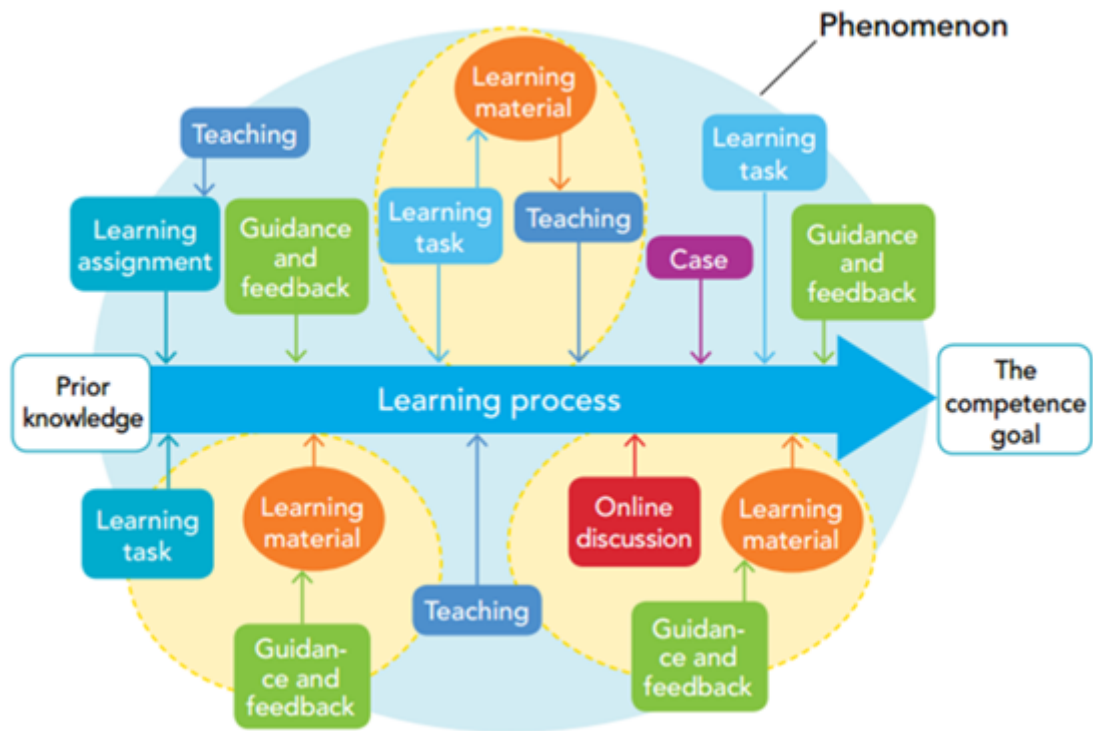 Phenomenon
Learning
material
Teaching
Learning
task
Learning
assignment
Guidance
and
feedback
Learning
task
Teaching
Case
Guidance
and
feedback
Prior
knowledge
Learning process
The
competence
goal
Learning
task
Learning
material
Online
discussion
Learning
material
Teaching
Guidan-
ce and
feedback
Guidan-
ce and
feedback